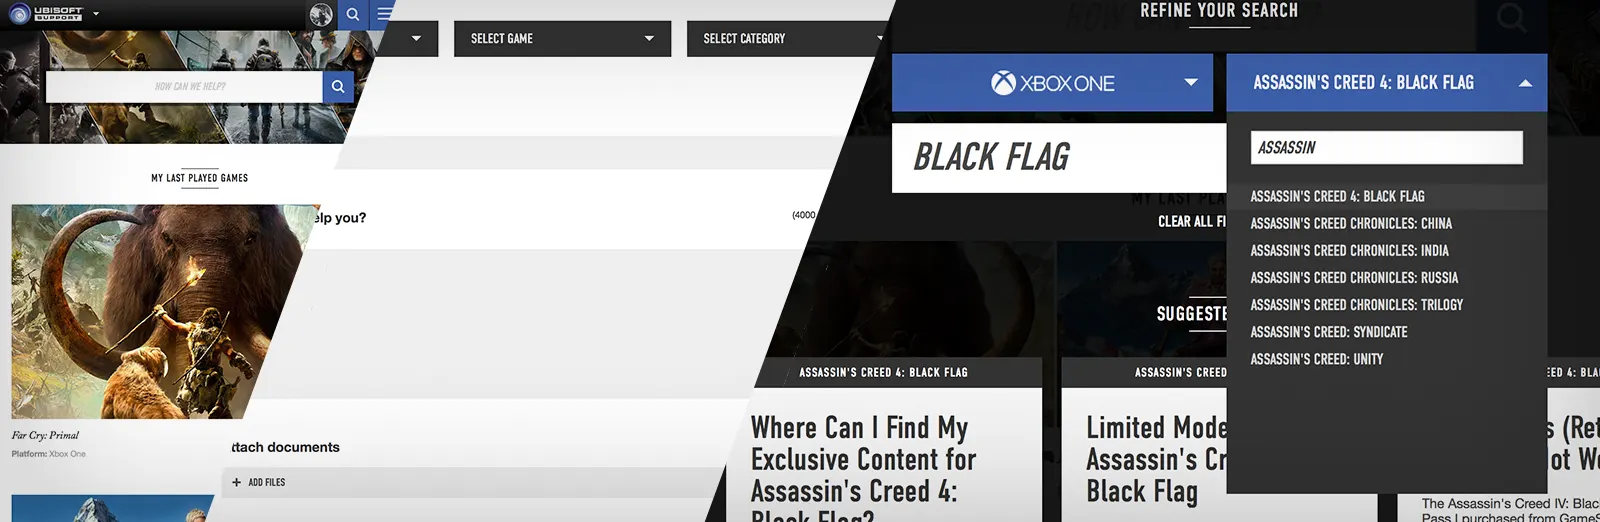 UBISOFT
SUPPORT
HOW CAN WE HELP?
MY LAST PLAYED GAMES
Far Cry: Primal
Platform: Xbox One
SELECT GAME
SELECT CATEGORY
elp you?
(4000
ttach documents
+ ADD FILES
REFINE YOUR SEARCH
XBOX ONE
ASSASSIN'S CREED 4: BLACK FLAG
BLACK FLAG
ASSASSIN
ASSASSIN'S CREED 4: BLACK FLAG
ASSASSIN'S CREED CHRONICLES: CHINA
ASSASSIN'S CREED CHRONICLES: INDIA
ASSASSIN'S CREED CHRONICLES: RUSSIA
ASSASSIN'S CREED CHRONICLES: TRILOGY
ASSASSIN'S CREED: SYNDICATE
ASSASSIN'S CREED: UNITY
MY LAST PLA
CLEAR ALL FI
SUGGESTE
ASSASSIN'S CREED 4: BLACK FLAG
Where Can I Find My
Exclusive Content for
Assassin's Creed 4:
Black Flag?
ASSASSIN'S CREED
Limited Mode
Assassin's Cr
Black Flag
ED 4: BLA
s (Ret
ot Wo
The Assassin's Creed IV: Blac
Pass I purchased from GameS